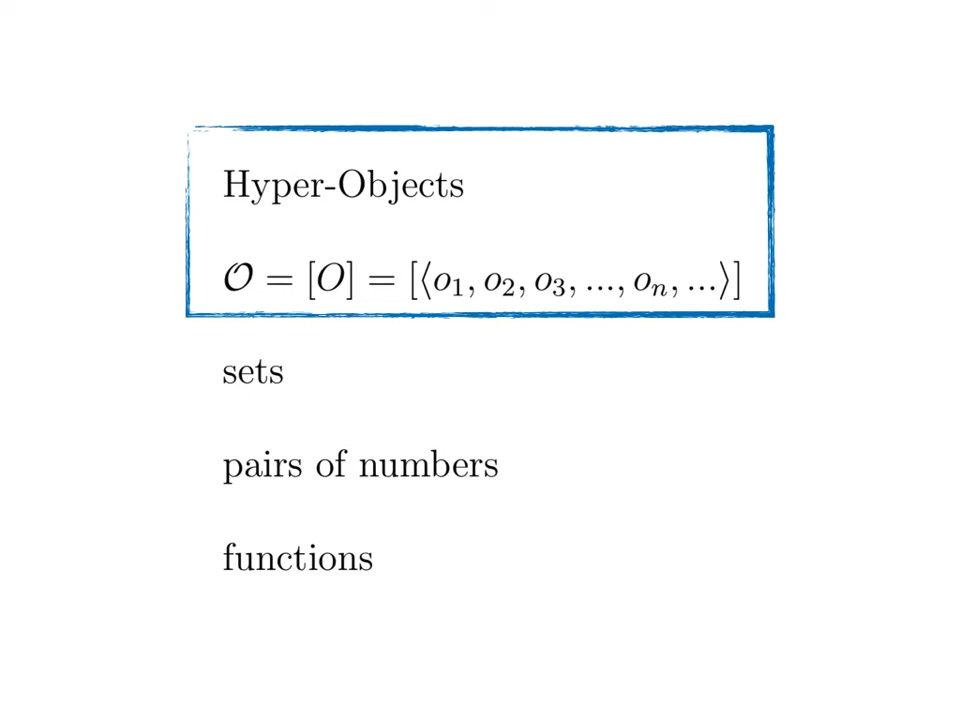 Hyper-Objects
𝒪 = [O] = [⟨o₁, o₂, o₃, ..., oₙ, ...⟩]
sets
pairs of numbers
functions